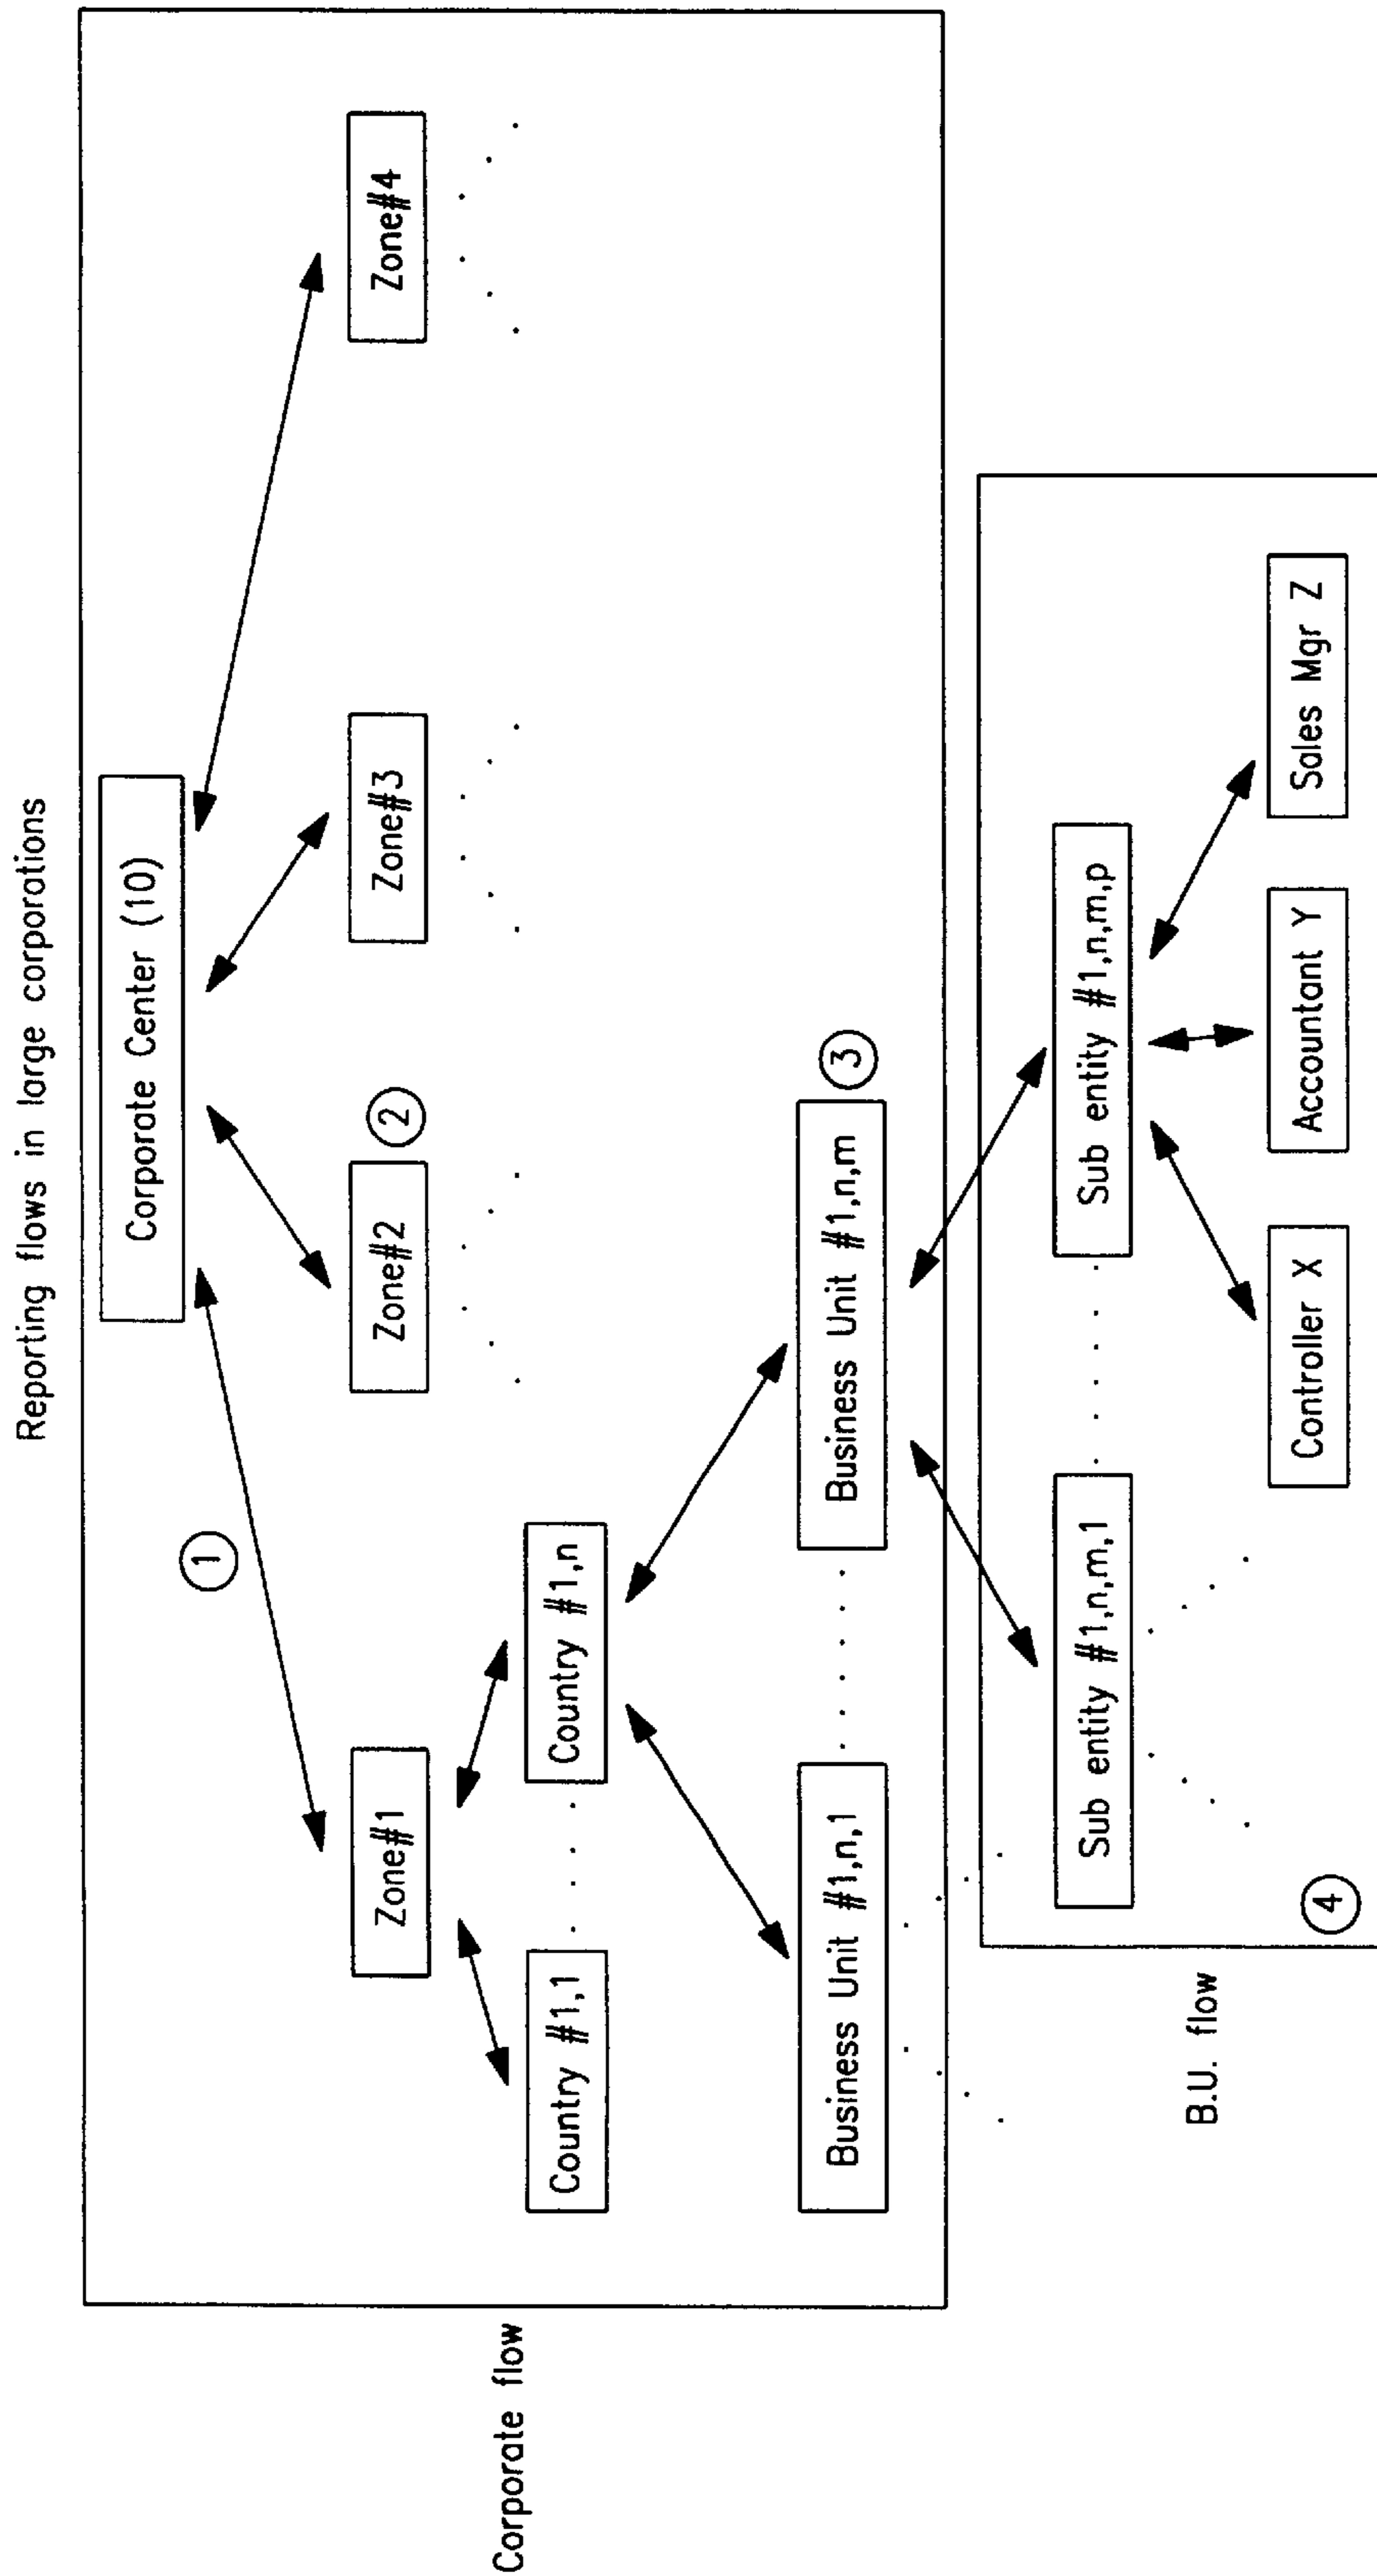 Reporting flows in large corporations
Corporate Center (10)
1
Zone#1
Zone#2
2
Zone#3
Zone#4
Corporate flow
Country #1,1
Country #1,n
Business Unit #1,n,1
Business Unit #1,n,m
3
B.U. flow
Sub entity #1,n,m,1
Sub entity #1,n,m,p
4
Controller X
Accountant Y
Sales Mgr Z